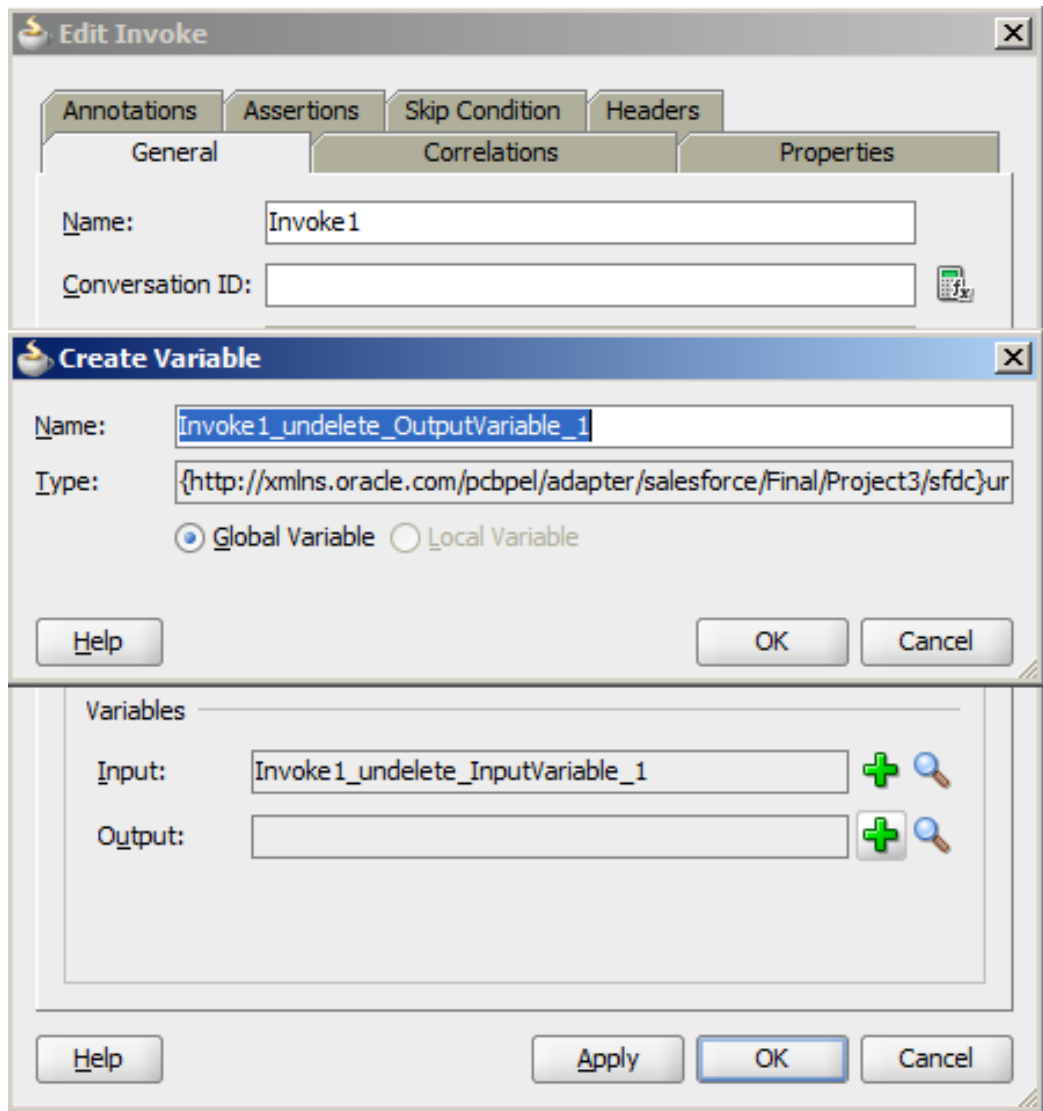 Edit Invoke
Annotations Assertions Skip Condition Headers
General Correlations Properties
Name: Invoke1
Conversation ID:
Create Variable
Name: Invoke1_undelete_OutputVariable_1
Type: {http://xmlns.oracle.com/pcbpel/adapter/salesforce/Final/Project3/sfdc}ur
Global Variable Local Variable
Help OK Cancel
Variables
Input: Invoke1_undelete_InputVariable_1
Output:
Help Apply OK Cancel